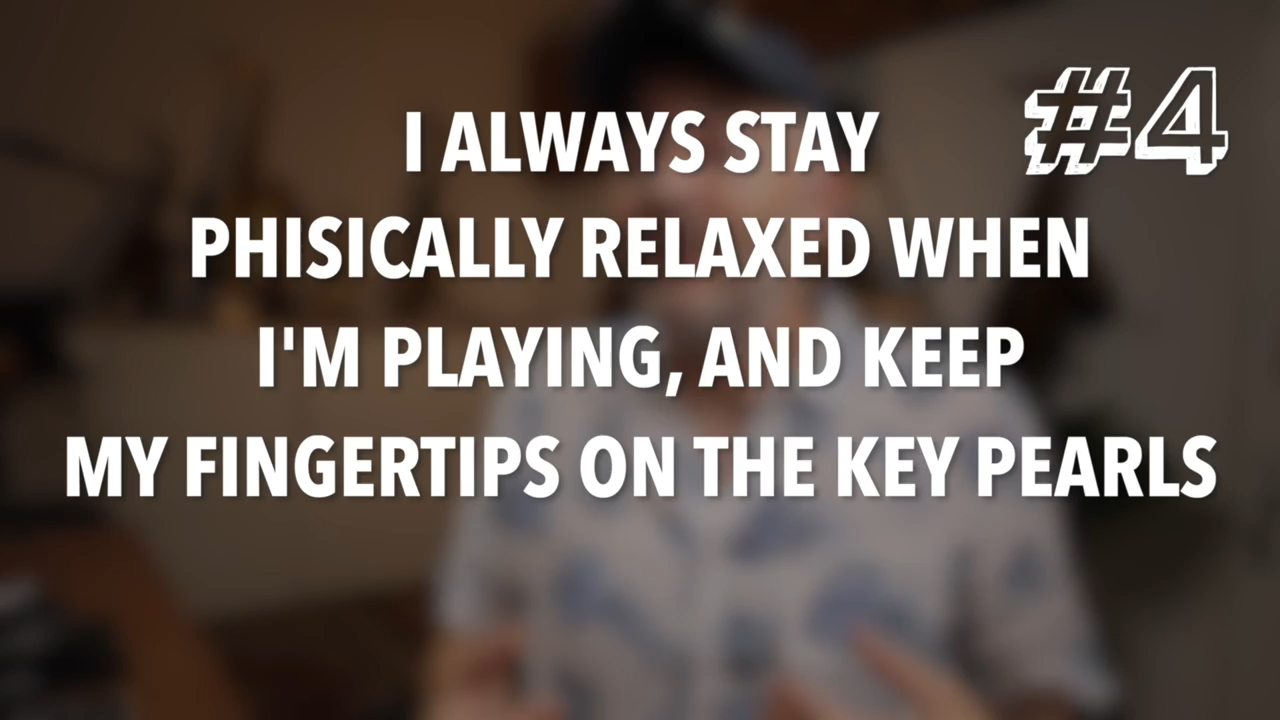 #4
I ALWAYS STAY
PHISICALLY RELAXED WHEN
I'M PLAYING, AND KEEP
MY FINGERTIPS ON THE KEY PEARLS